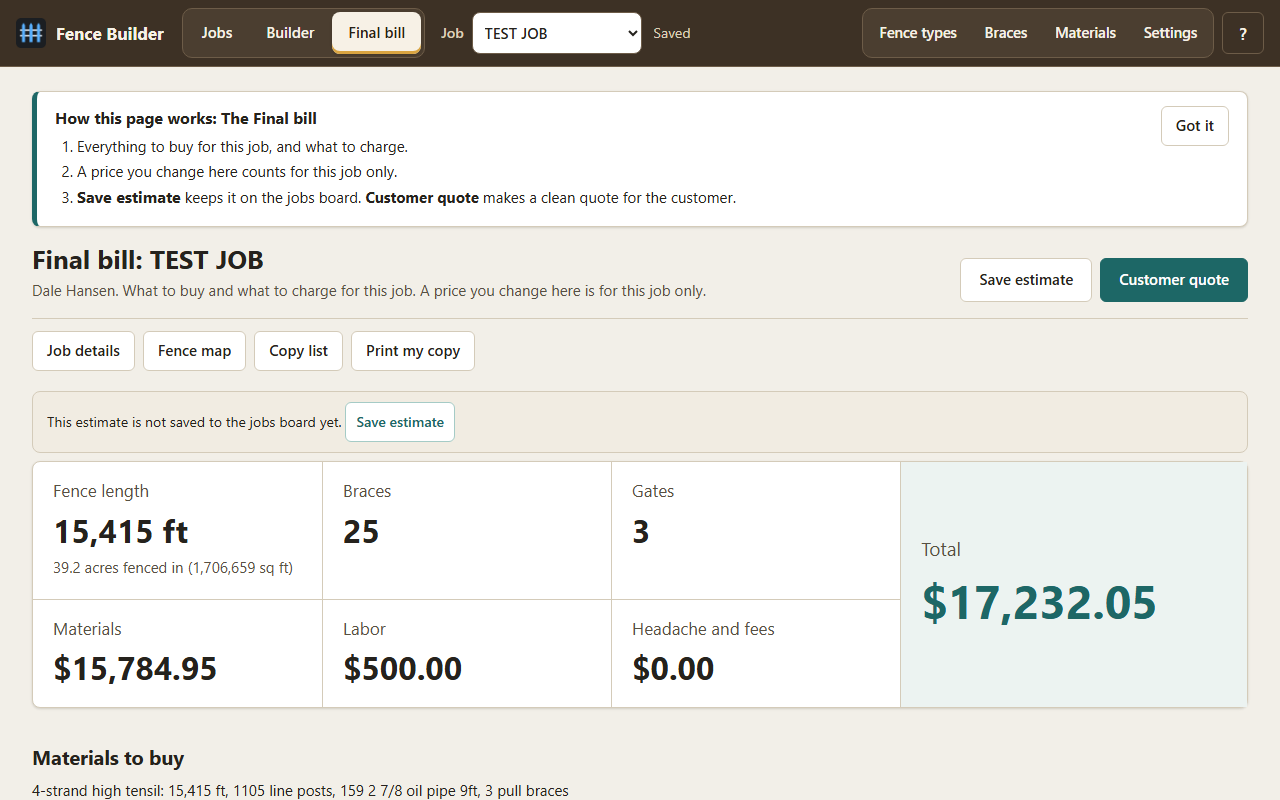 Fence Builder
Jobs
Builder
Final bill
Job
TEST JOB
Saved
Fence types
Braces
Materials
Settings
?
How this page works: The Final bill
Got it
1. Everything to buy for this job, and what to charge.
2. A price you change here counts for this job only.
3. Save estimate keeps it on the jobs board. Customer quote makes a clean quote for the customer.
Final bill: TEST JOB
Dale Hansen. What to buy and what to charge for this job. A price you change here is for this job only.
Save estimate
Customer quote
Job details
Fence map
Copy list
Print my copy
This estimate is not saved to the jobs board yet.
Save estimate
Fence length
15,415 ft
39.2 acres fenced in (1,706,659 sq ft)
Braces
25
Gates
3
Total
$17,232.05
Materials
$15,784.95
Labor
$500.00
Headache and fees
$0.00
Materials to buy
4-strand high tensil: 15,415 ft, 1105 line posts, 159 2 7/8 oil pipe 9ft, 3 pull braces